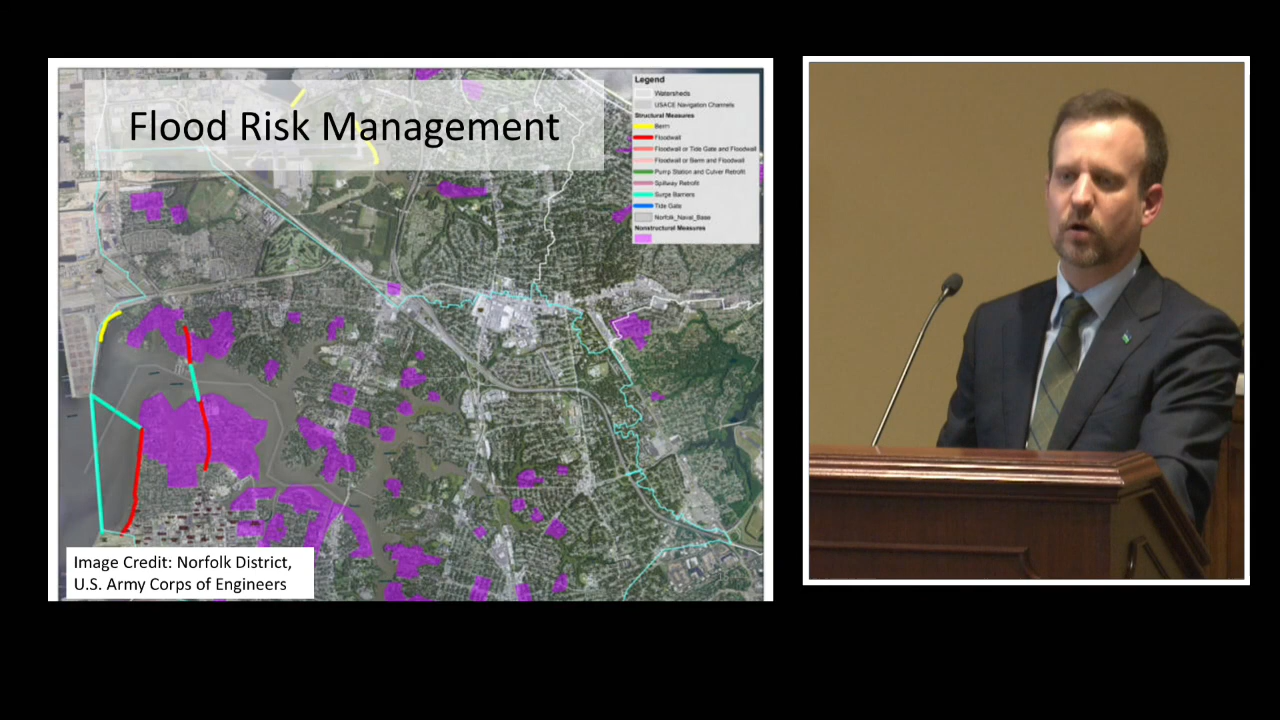 Flood Risk Management
Legend
Watersheds
USACE Navigation Channels
Structural Measures
Berm
Floodwall
Floodwall or Tide Gate and Floodwall
Floodwall or Berm and Floodwall
Pump Station and Culver Retrofit
Spillway Retrofit
Surge Barriers
Tide Gate
Norfolk_Naval_Base
Nonstructural Measures
Image Credit: Norfolk District,
U.S. Army Corps of Engineers